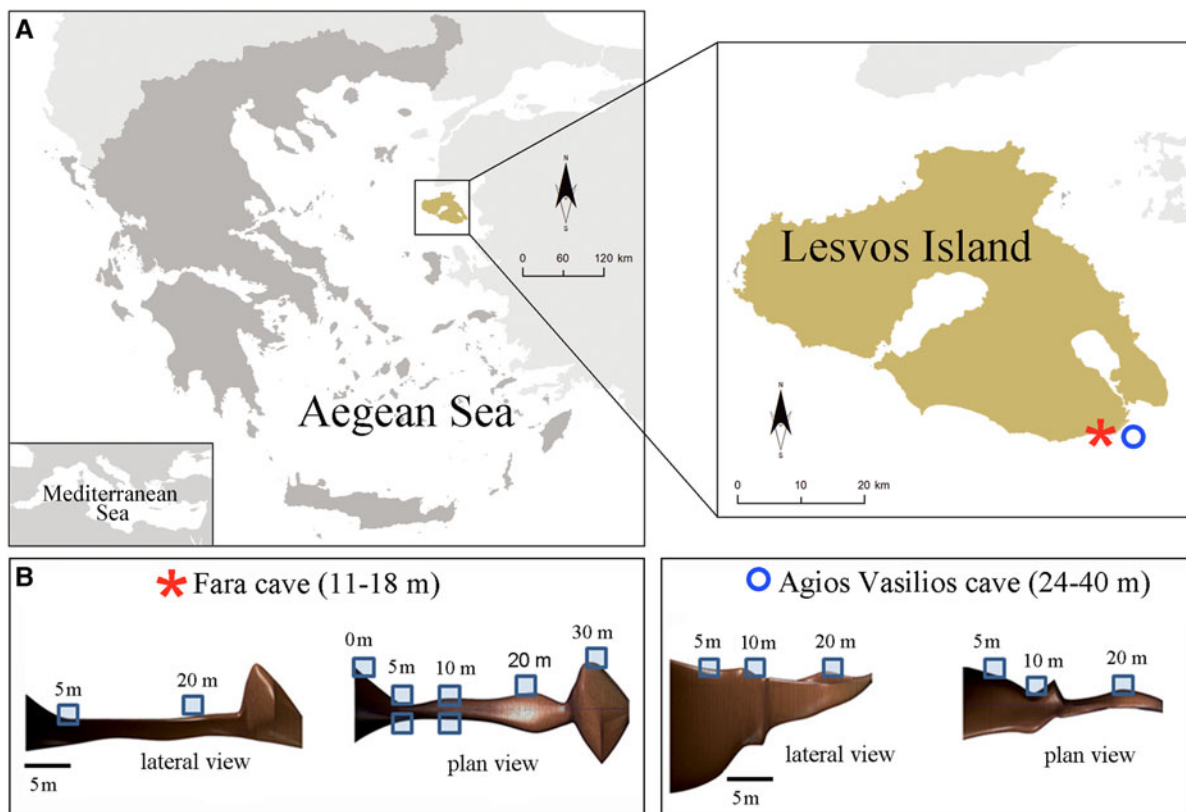 A
N
S
0 60 120 km
Aegean Sea
Mediterranean
Sea
Lesvos Island
N
S
0 10 20 km
B
Fara cave (11-18 m)
5m
20 m
lateral view
5m
0m
5m
10 m
20 m
30 m
plan view
Agios Vasilios cave (24-40 m)
5m
10m
20 m
lateral view
5m
5m
10 m
20 m
plan view